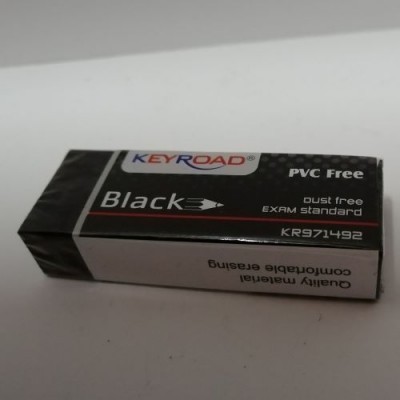 KEYROAD®
PVC Free
Black
Dust free
EXAM standard
KR971492
Quality material
comfortable erasing